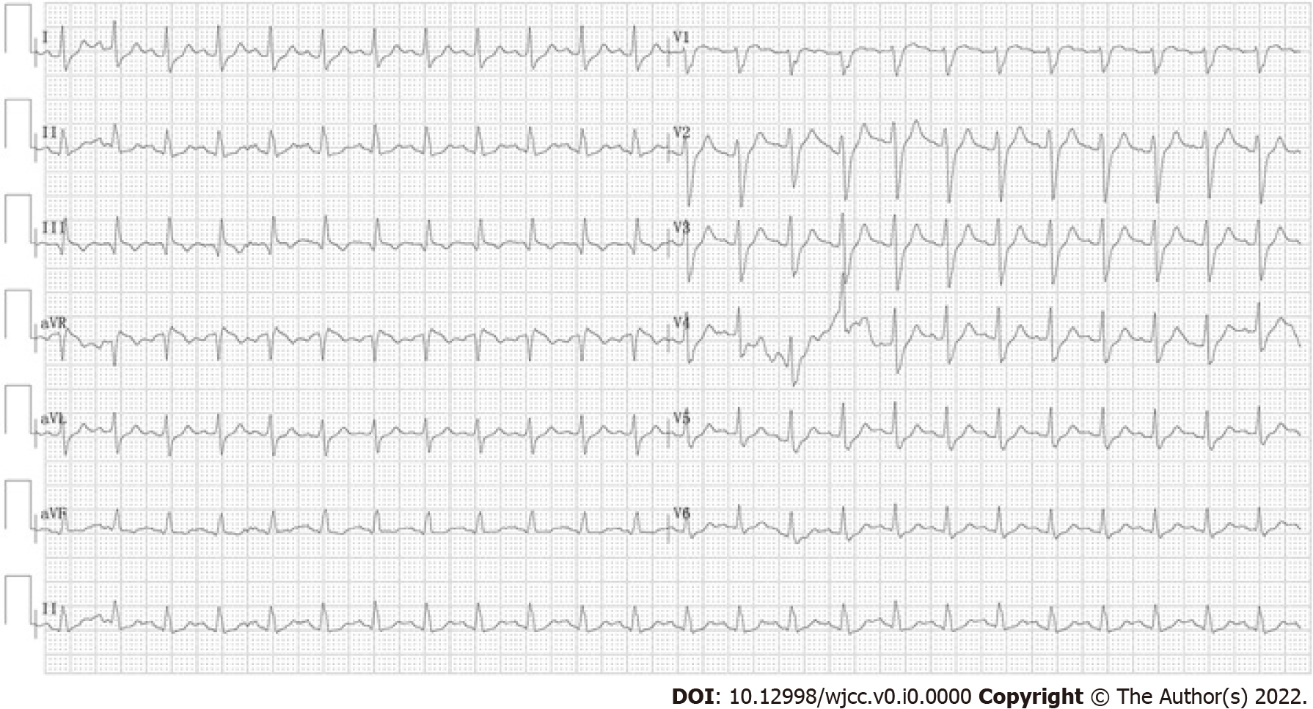 I V1
II V2
III V3
aVR V4
aVL V5
aVF V6
II
DOI: 10.12998/wjcc.v0.i0.0000 Copyright © The Author(s) 2022.